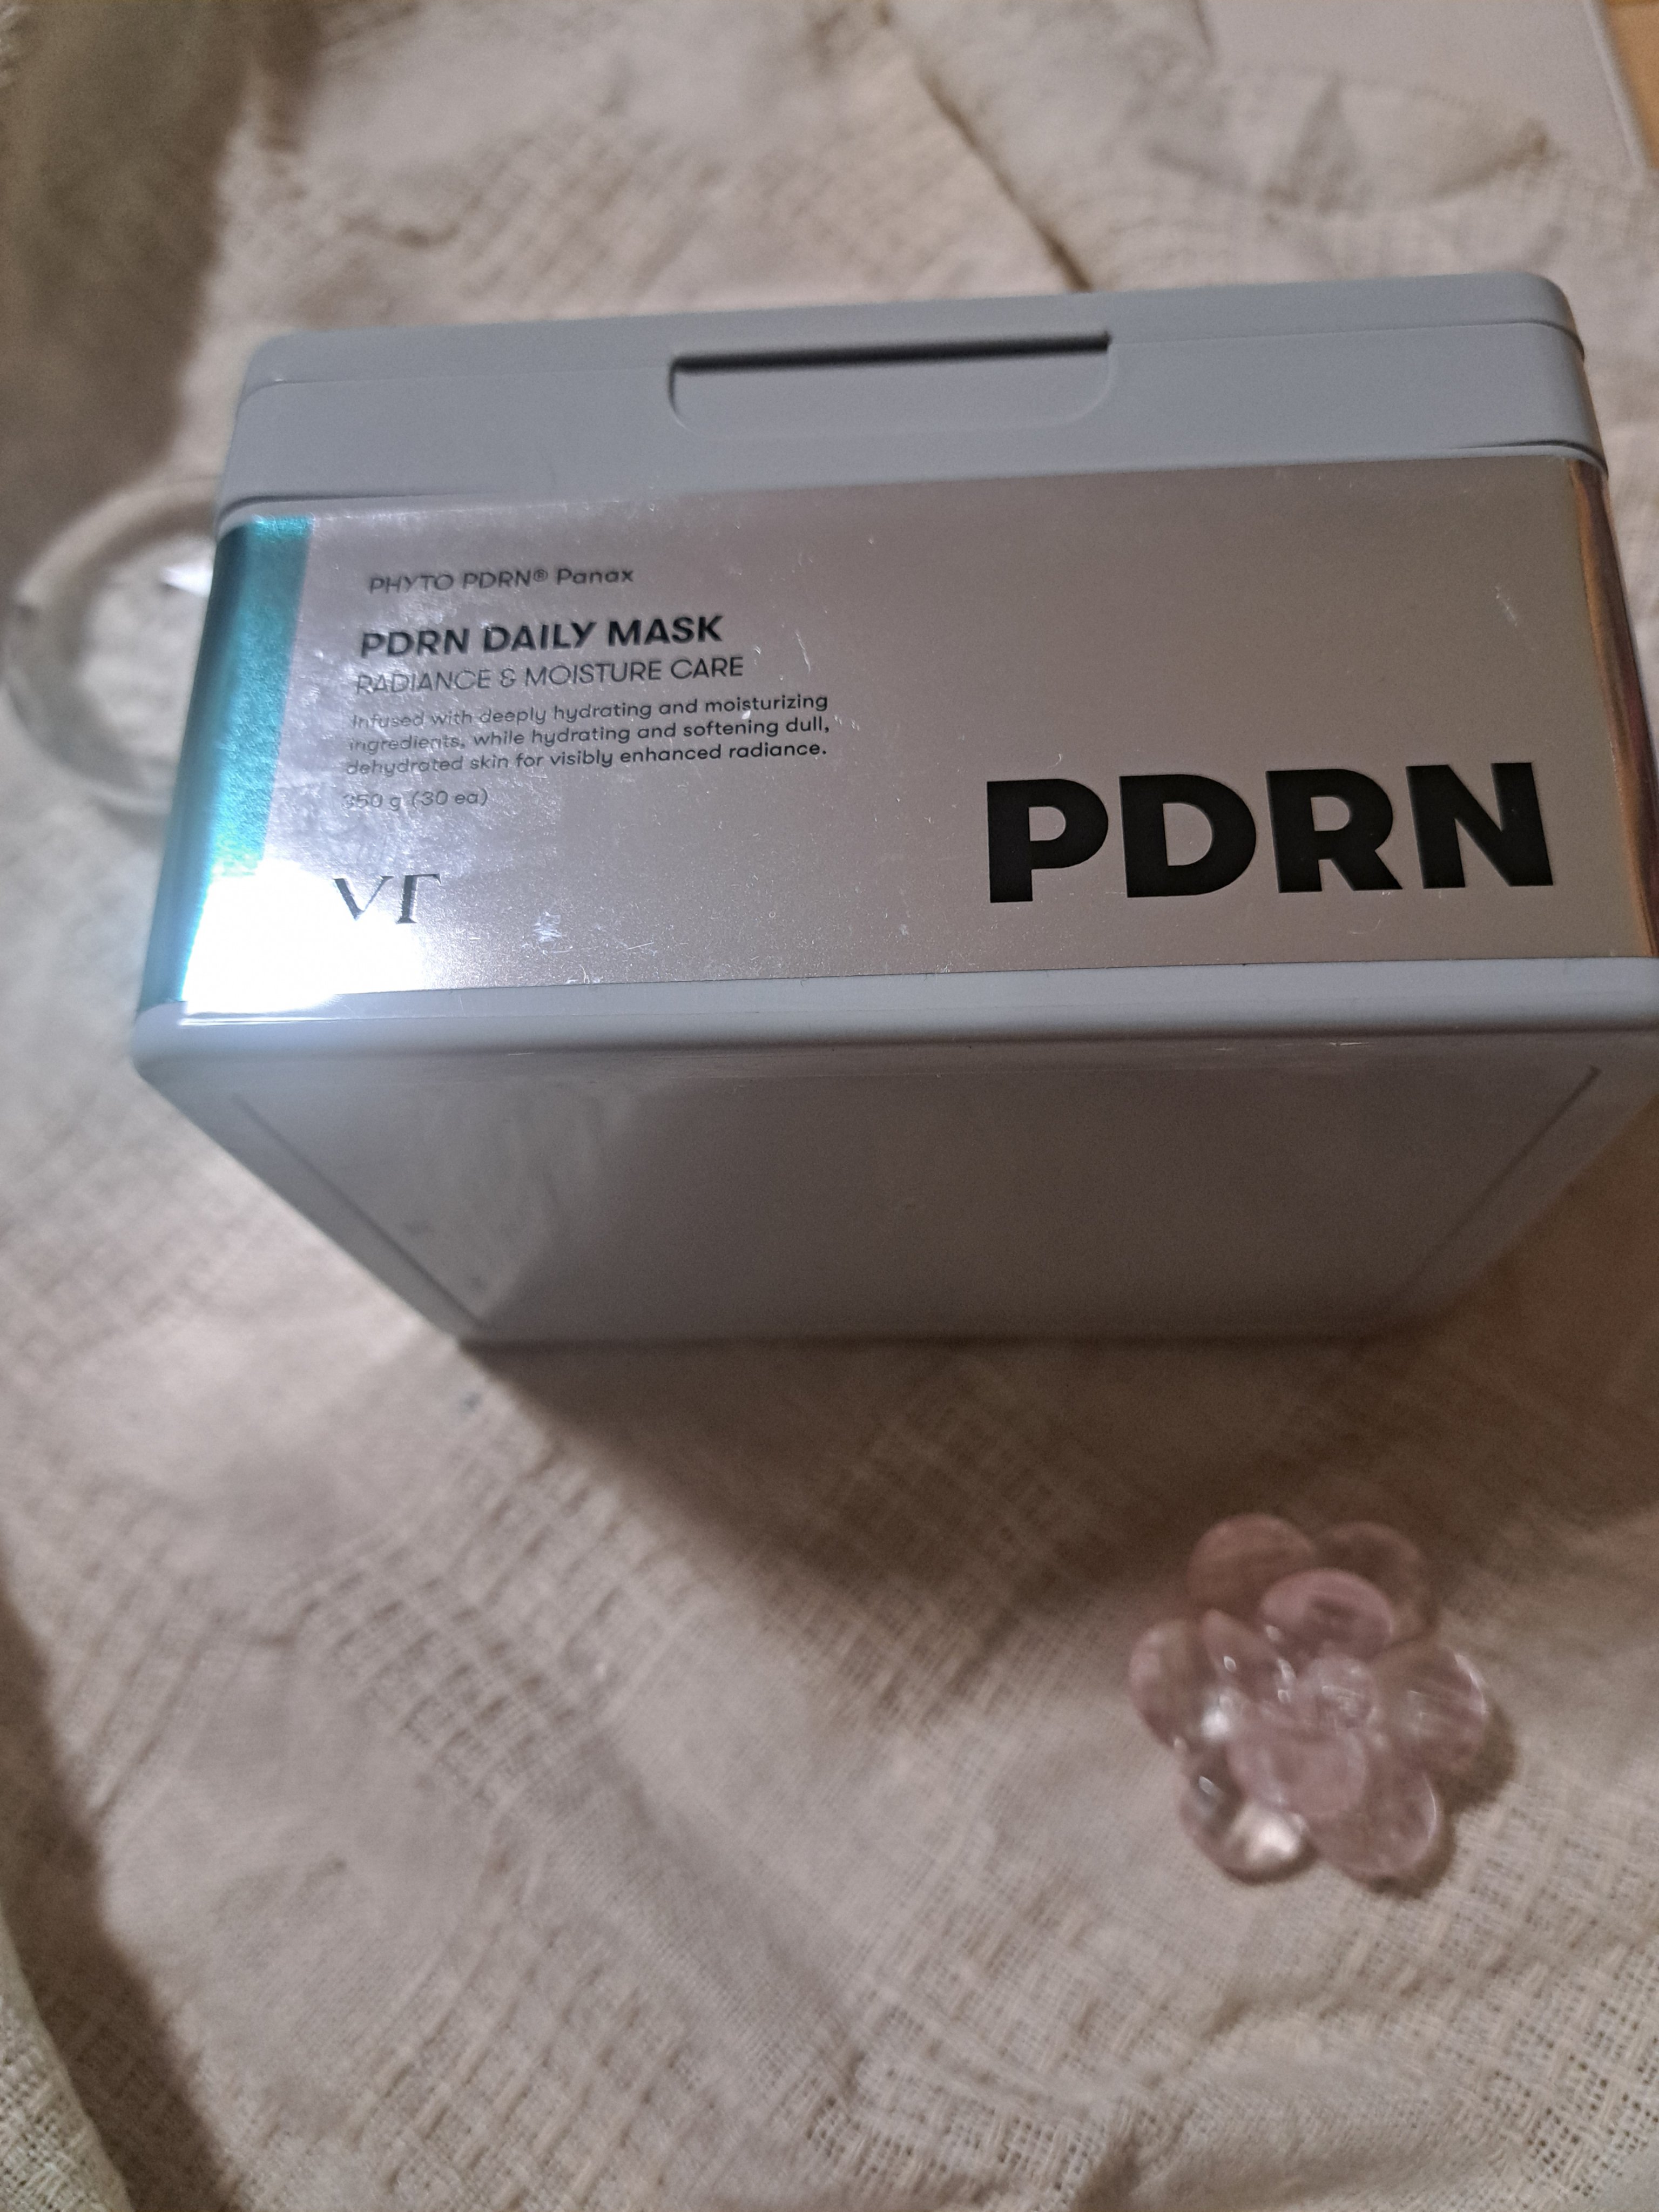 PHYTO PDRN® Panax
PDRN DAILY MASK
RADIANCE & MOISTURE CARE
Infused with deeply hydrating and moisturizing
ingredients, while hydrating and softening dull,
dehydrated skin for visibly enhanced radiance.
350 g (30 ea)
VT
PDRN